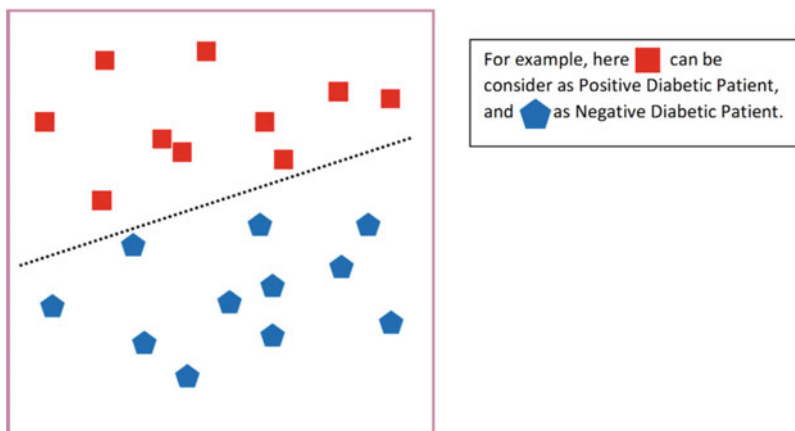 For example, here can be
consider as Positive Diabetic Patient,
and as Negative Diabetic Patient.